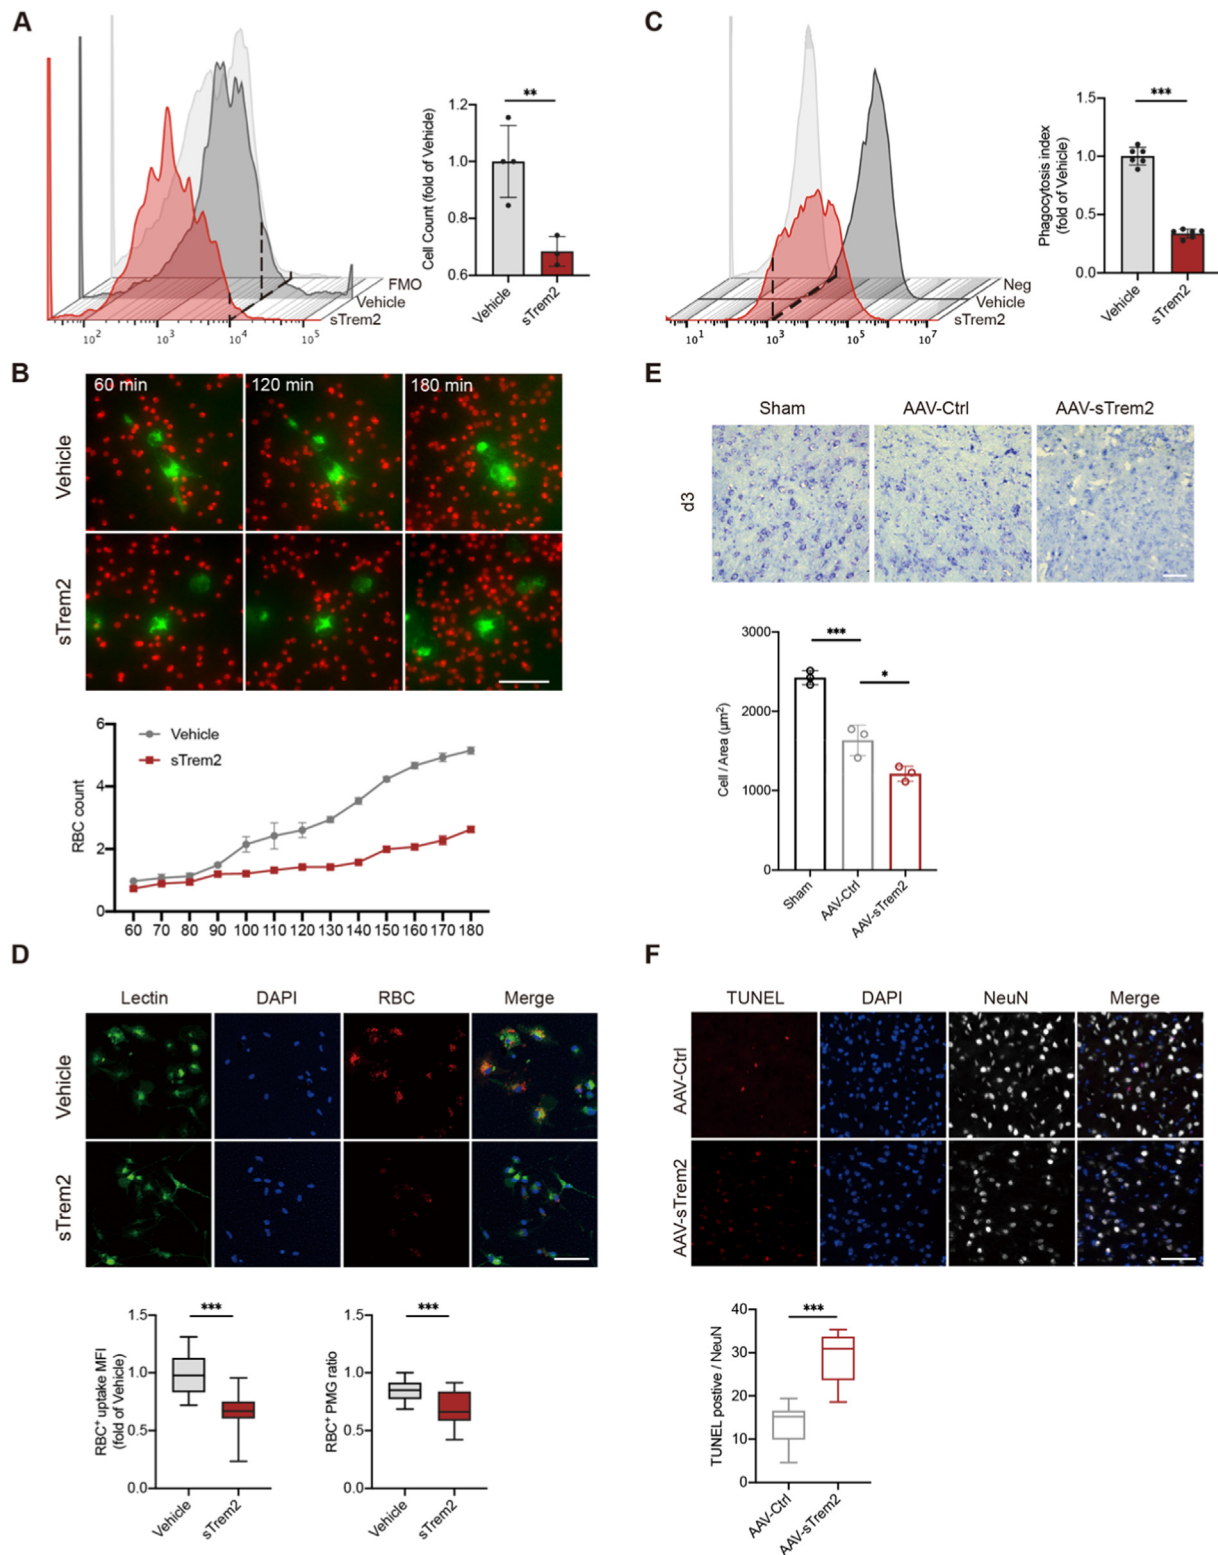 A
FMO
Vehicle
sTrem2
10² 10³ 10⁴ 10⁵
**
Cell Count (fold of Vehicle)
1.2
1.0
0.8
0.6
Vehicle
sTrem2
C
Neg
Vehicle
sTrem2
10¹ 10³ 10⁵ 10⁷
***
Phagocytosis index
(fold of Vehicle)
1.5
1.0
0.5
0.0
Vehicle
sTrem2
B
60 min
120 min
180 min
Vehicle
sTrem2
Vehicle
sTrem2
RBC count
6
4
2
0
60 70 80 90 100 110 120 130 140 150 160 170 180
E
Sham
AAV-Ctrl
AAV-sTrem2
d3
***
*
Cell / Area (μm²)
3000
2000
1000
0
Sham
AAV-Ctrl
AAV-sTrem2
D
Lectin
DAPI
RBC
Merge
Vehicle
sTrem2
***
RBC⁺ uptake MFI
(fold of Vehicle)
1.5
1.0
0.5
0.0
Vehicle
sTrem2
***
RBC⁺ PMG ratio
1.5
1.0
0.5
0.0
Vehicle
sTrem2
F
TUNEL
DAPI
NeuN
Merge
AAV-Ctrl
AAV-sTrem2
***
TUNEL postive / NeuN
40
30
20
10
0
AAV-Ctrl
AAV-sTrem2